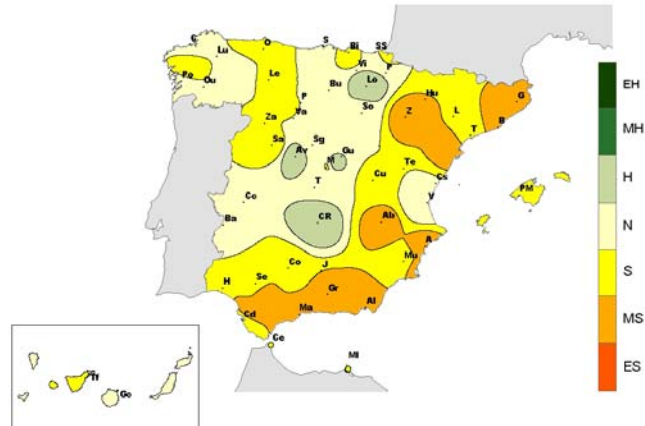 C
O
S
Bi
SS
Lu
Vi
P
Po
Le
Bu
Lo
Hu
Ou
P
G
Va
So
Z
L
Za
B
T
Sa
Sg
Av
Gu
M
Te
T
Cu
Cs
Cc
V
PM
Ba
CR
Ab
A
Co
J
Mu
H
Se
Gr
Ma
Al
Cd
Ce
Ml
Tf
Gc
EH
MH
H
N
S
MS
ES